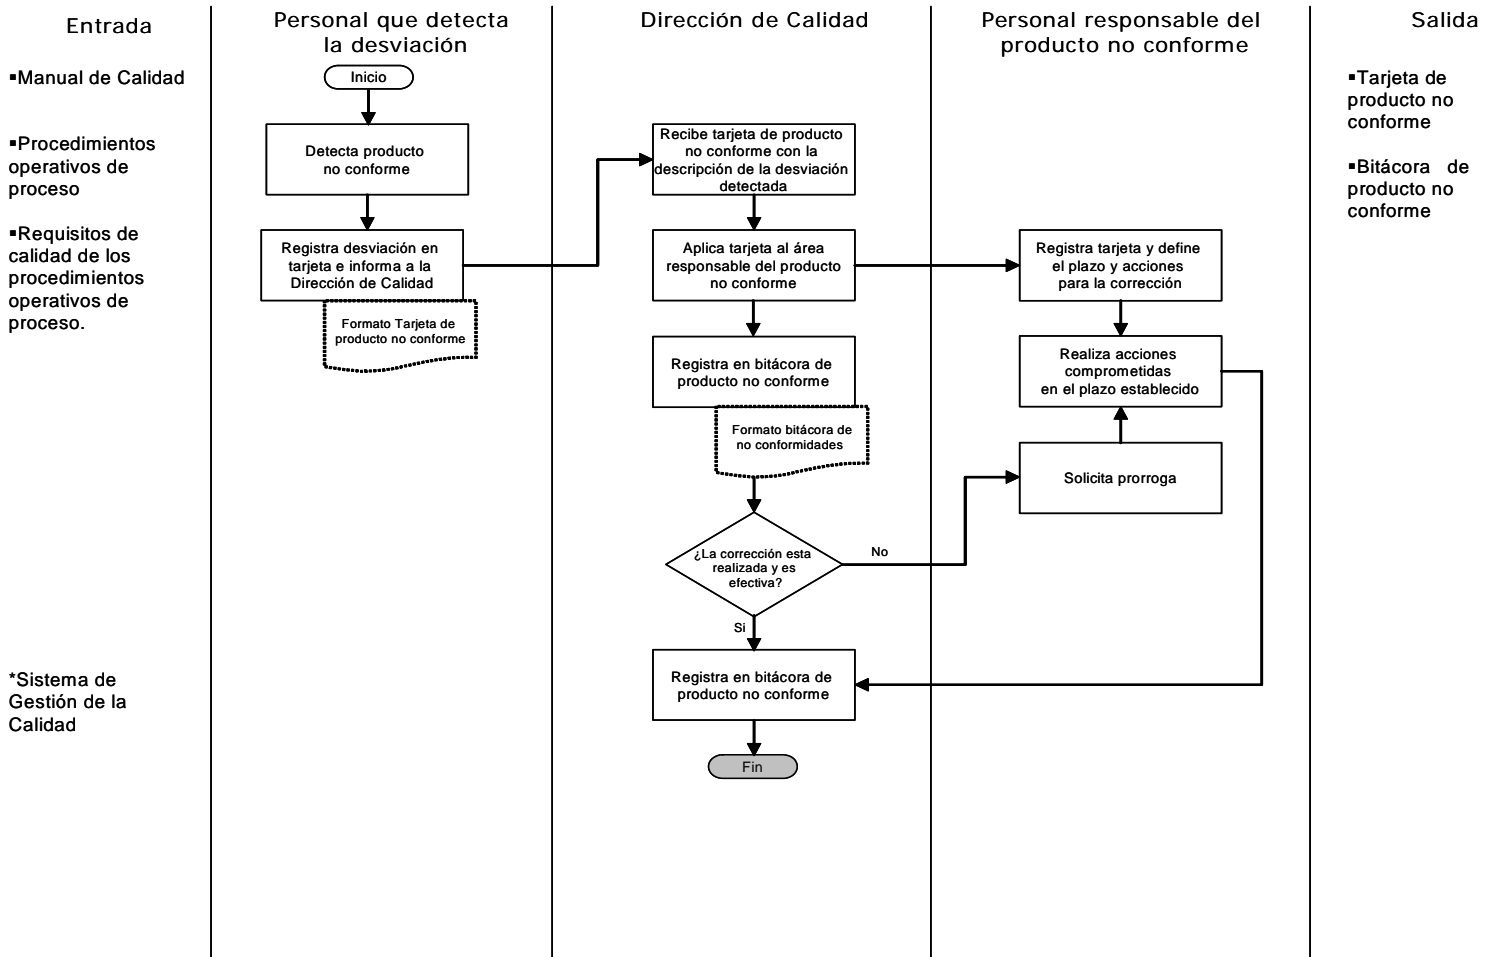 Entrada
▪Manual de Calidad
▪Procedimientos
operativos de
proceso
▪Requisitos de
calidad de los
procedimientos
operativos de
proceso.
*Sistema de
Gestión de la
Calidad
Personal que detecta
la desviación
Inicio
Detecta producto
no conforme
Registra desviación en
tarjeta e informa a la
Dirección de Calidad
Formato Tarjeta de
producto no conforme
Dirección de Calidad
Recibe tarjeta de producto
no conforme con la
descripción de la desviación
detectada
Aplica tarjeta al área
responsable del producto
no conforme
Registra en bitácora de
producto no conforme
Formato bitácora de
no conformidades
¿La corrección esta
realizada y es
efectiva?
No
Si
Registra en bitácora de
producto no conforme
Fin
Personal responsable del
producto no conforme
Registra tarjeta y define
el plazo y acciones
para la corrección
Realiza acciones
comprometidas
en el plazo establecido
Solicita prorroga
Salida
▪Tarjeta de
producto no
conforme
▪Bitácora de
producto no
conforme